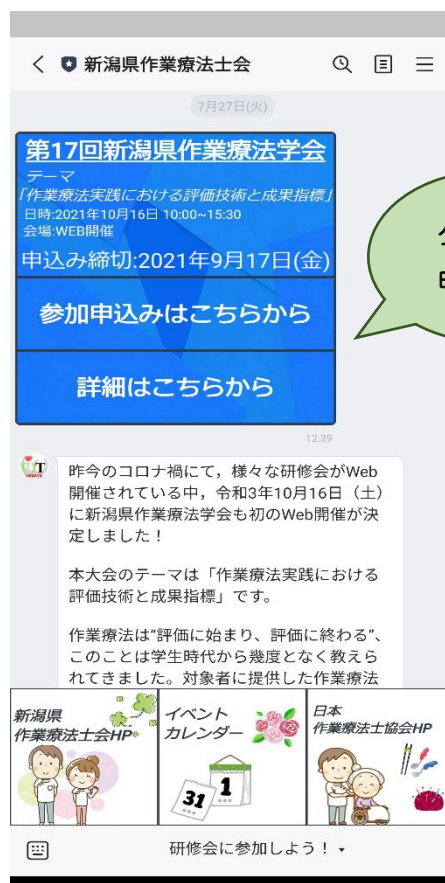 新潟県作業療法士会
7月27日(火)
第17回新潟県作業療法学会
テーマ
「作業療法実践における評価技術と成果指標」
日時:2021年10月16日 10:00~15:30
会場:WEB開催
申込み締切:2021年9月17日(金)
参加申込みはこちらから
詳細はこちらから
12:39
昨今のコロナ禍にて，様々な研修会がWeb
開催されている中，令和3年10月16日（土）
に新潟県作業療法学会も初のWeb開催が決
定しました！
本大会のテーマは「作業療法実践における
評価技術と成果指標」です。
作業療法は"評価に始まり、評価に終わる"、
このことは学生時代から幾度となく教えら
れてきました。対象者に提供した作業療法
新潟県
作業療法士会HP
イベント
カレンダー
31
1
日本
作業療法士協会HP
研修会に参加しよう！